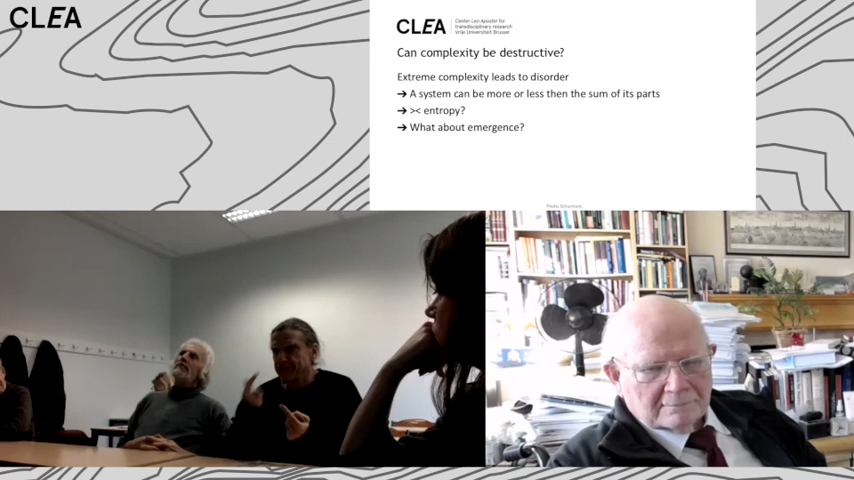 CLEA
CLEA Center Leo Apostel for
transdisciplinary research
Vrije Universiteit Brussel
Can complexity be destructive?
Extreme complexity leads to disorder
➔ A system can be more or less then the sum of its parts
➔ >< entropy?
➔ What about emergence?